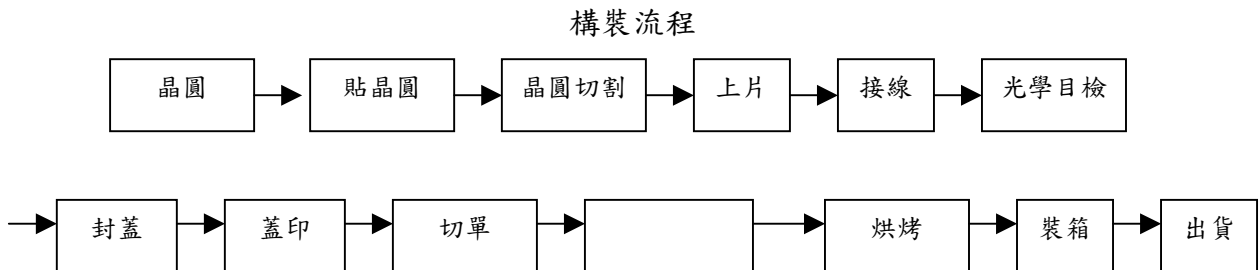 構裝流程
晶圓 貼晶圓 晶圓切割 上片 接線 光學目檢
封蓋 蓋印 切單 烘烤 裝箱 出貨